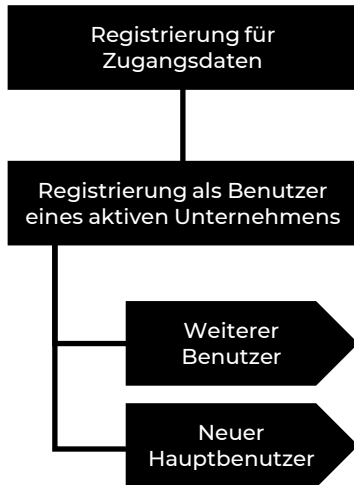 Registrierung für
Zugangsdaten
Registrierung als Benutzer
eines aktiven Unternehmens
Weiterer
Benutzer
Neuer
Hauptbenutzer